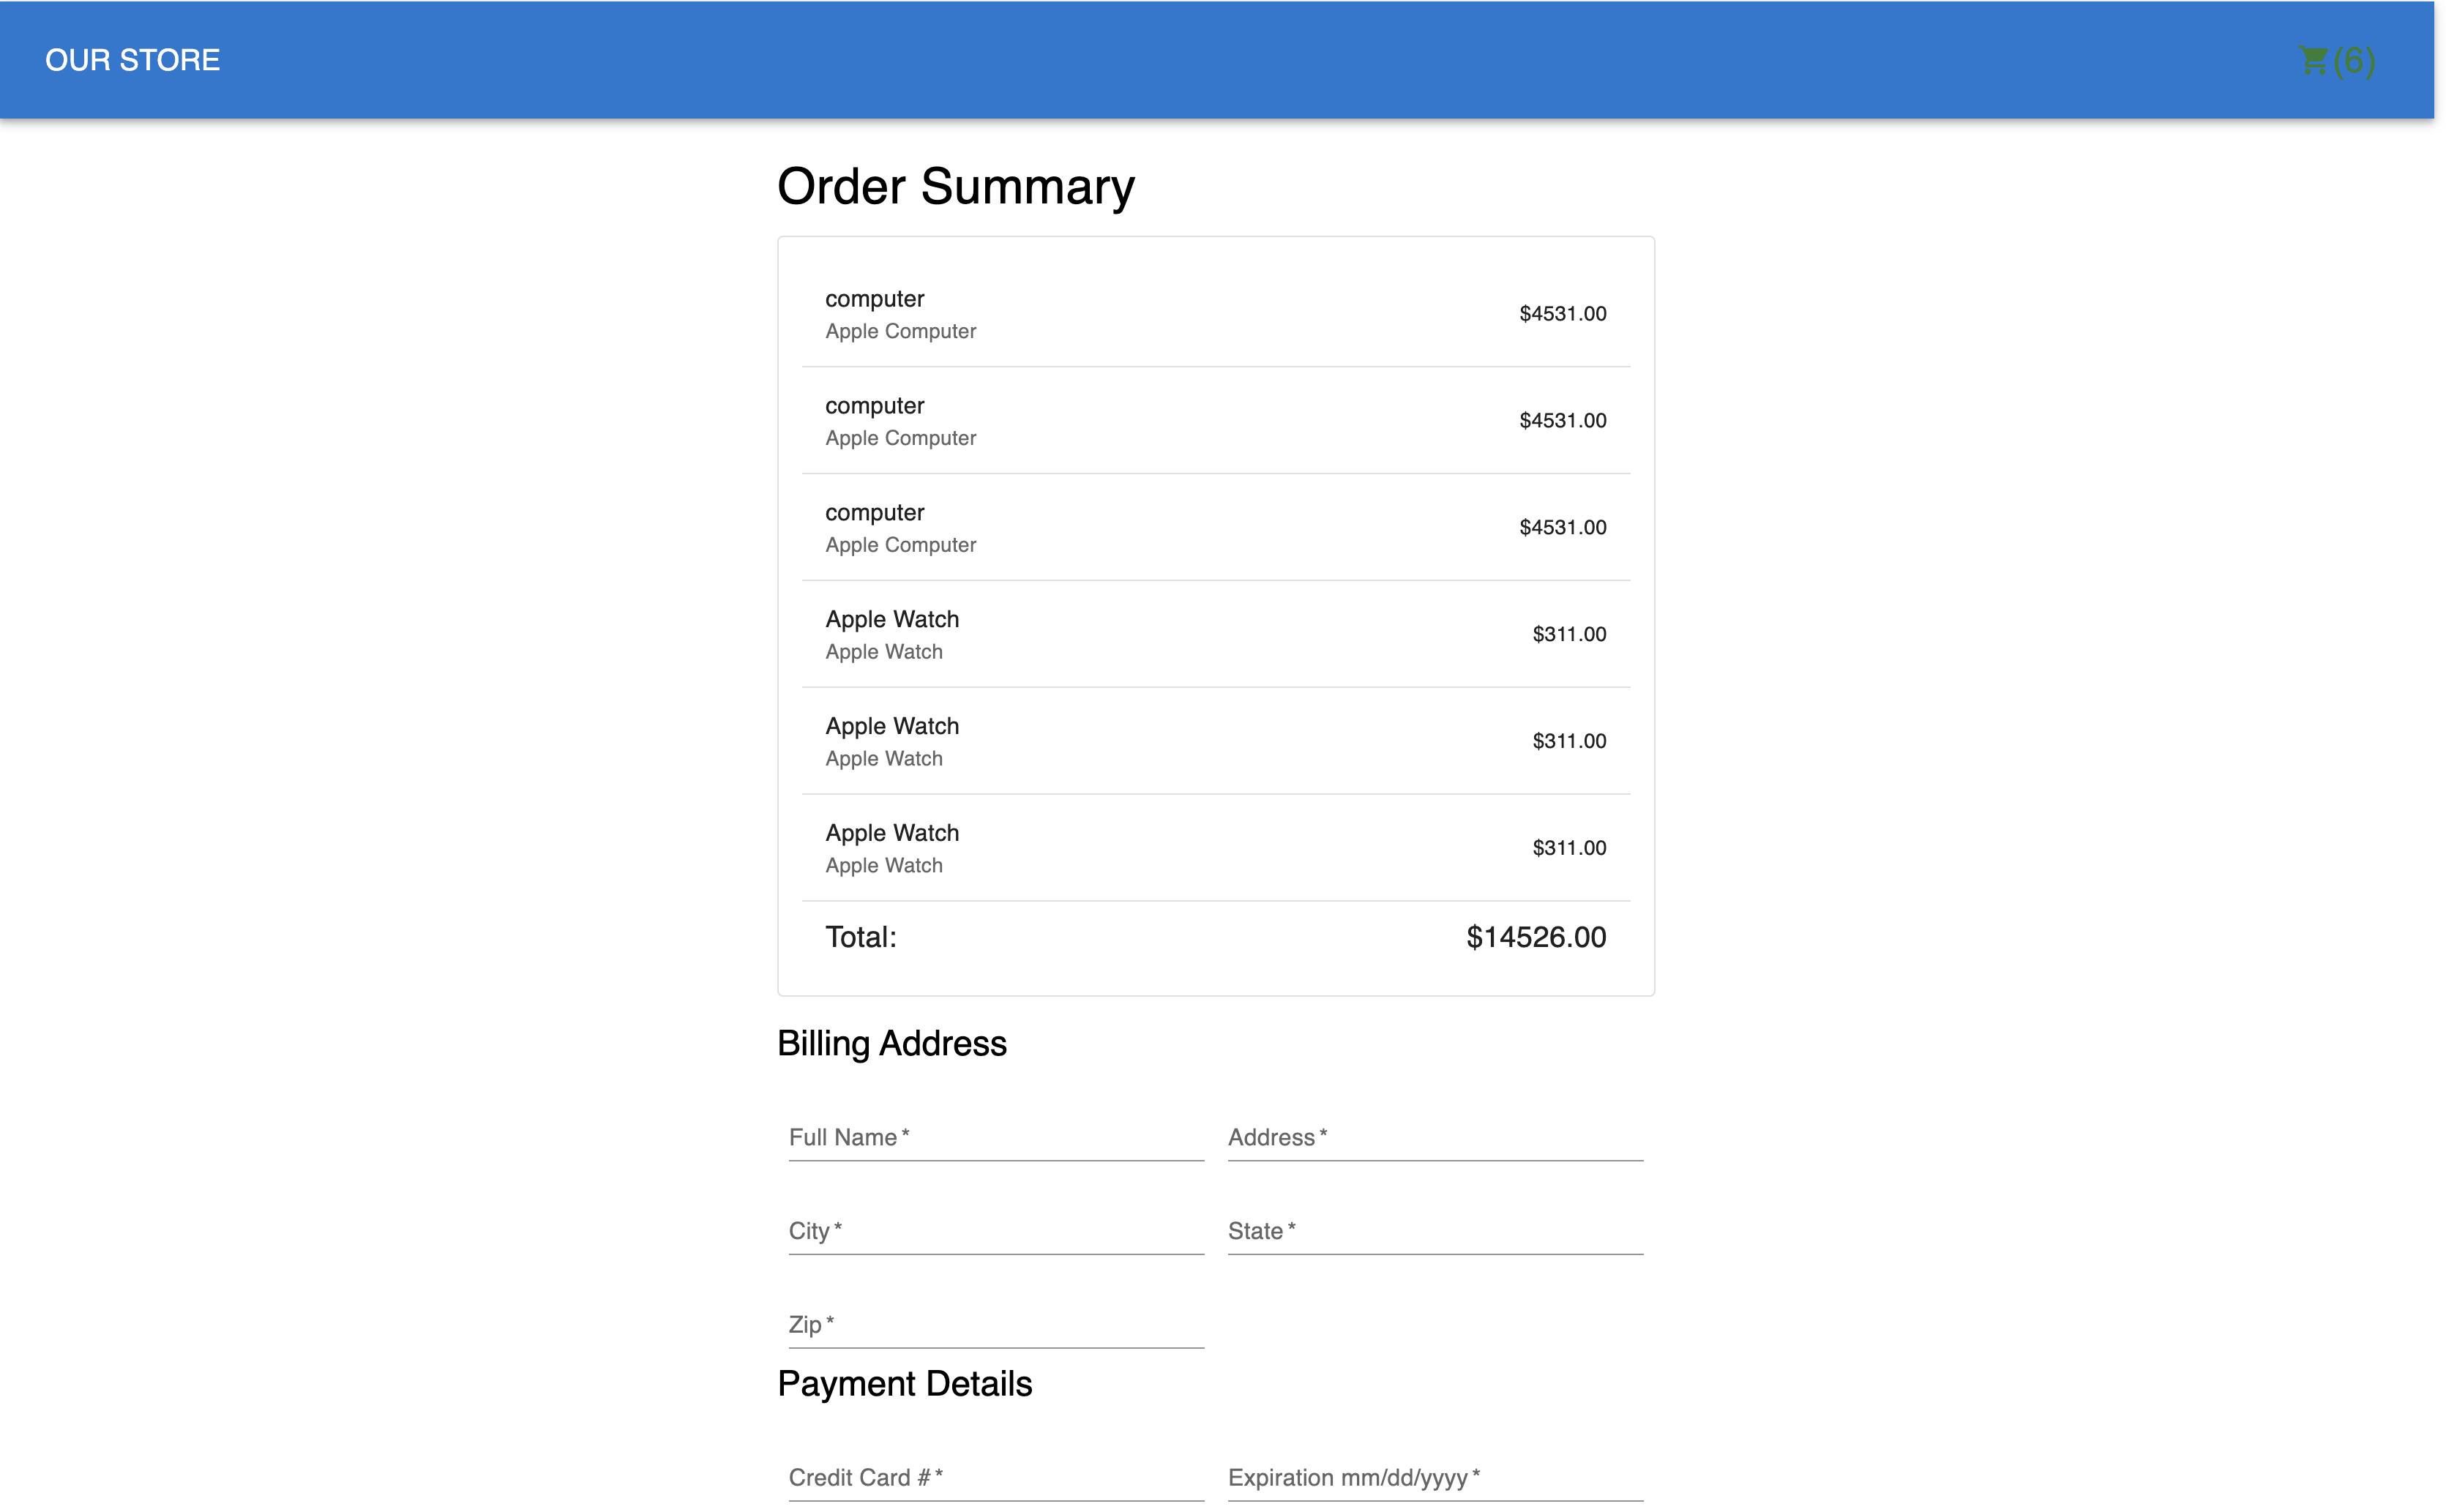 OUR STORE
(6)
Order Summary
computer
Apple Computer
$4531.00
computer
Apple Computer
$4531.00
computer
Apple Computer
$4531.00
Apple Watch
Apple Watch
$311.00
Apple Watch
Apple Watch
$311.00
Apple Watch
Apple Watch
$311.00
Total: $14526.00
Billing Address
Full Name * Address *
City * State *
Zip *
Payment Details
Credit Card # * Expiration mm/dd/yyyy *